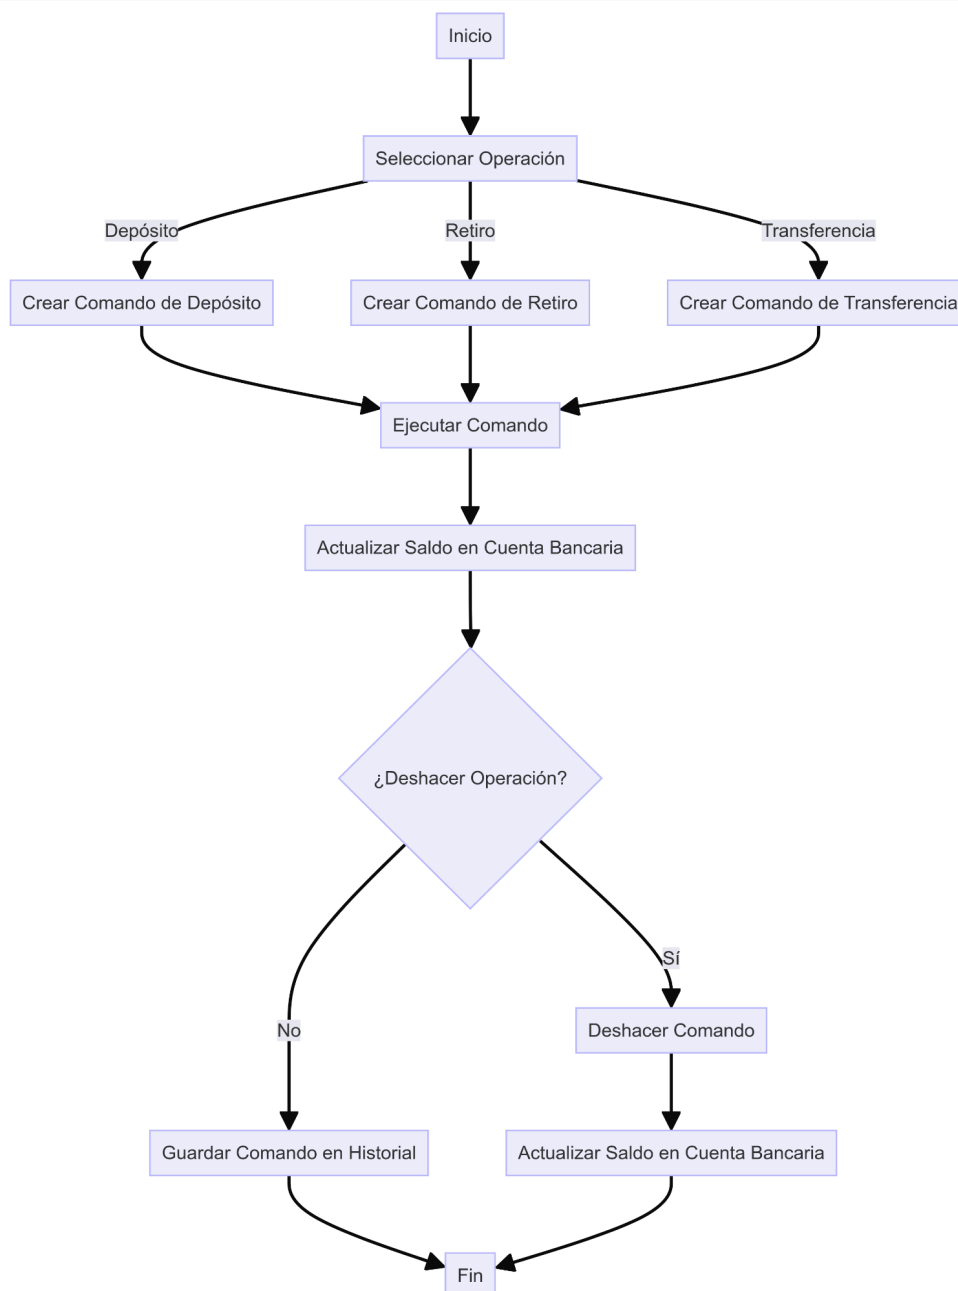 Inicio
Seleccionar Operación
Depósito
Retiro
Transferencia
Crear Comando de Depósito
Crear Comando de Retiro
Crear Comando de Transferencia
Ejecutar Comando
Actualizar Saldo en Cuenta Bancaria
¿Deshacer Operación?
Sí
No
Deshacer Comando
Guardar Comando en Historial
Actualizar Saldo en Cuenta Bancaria
Fin